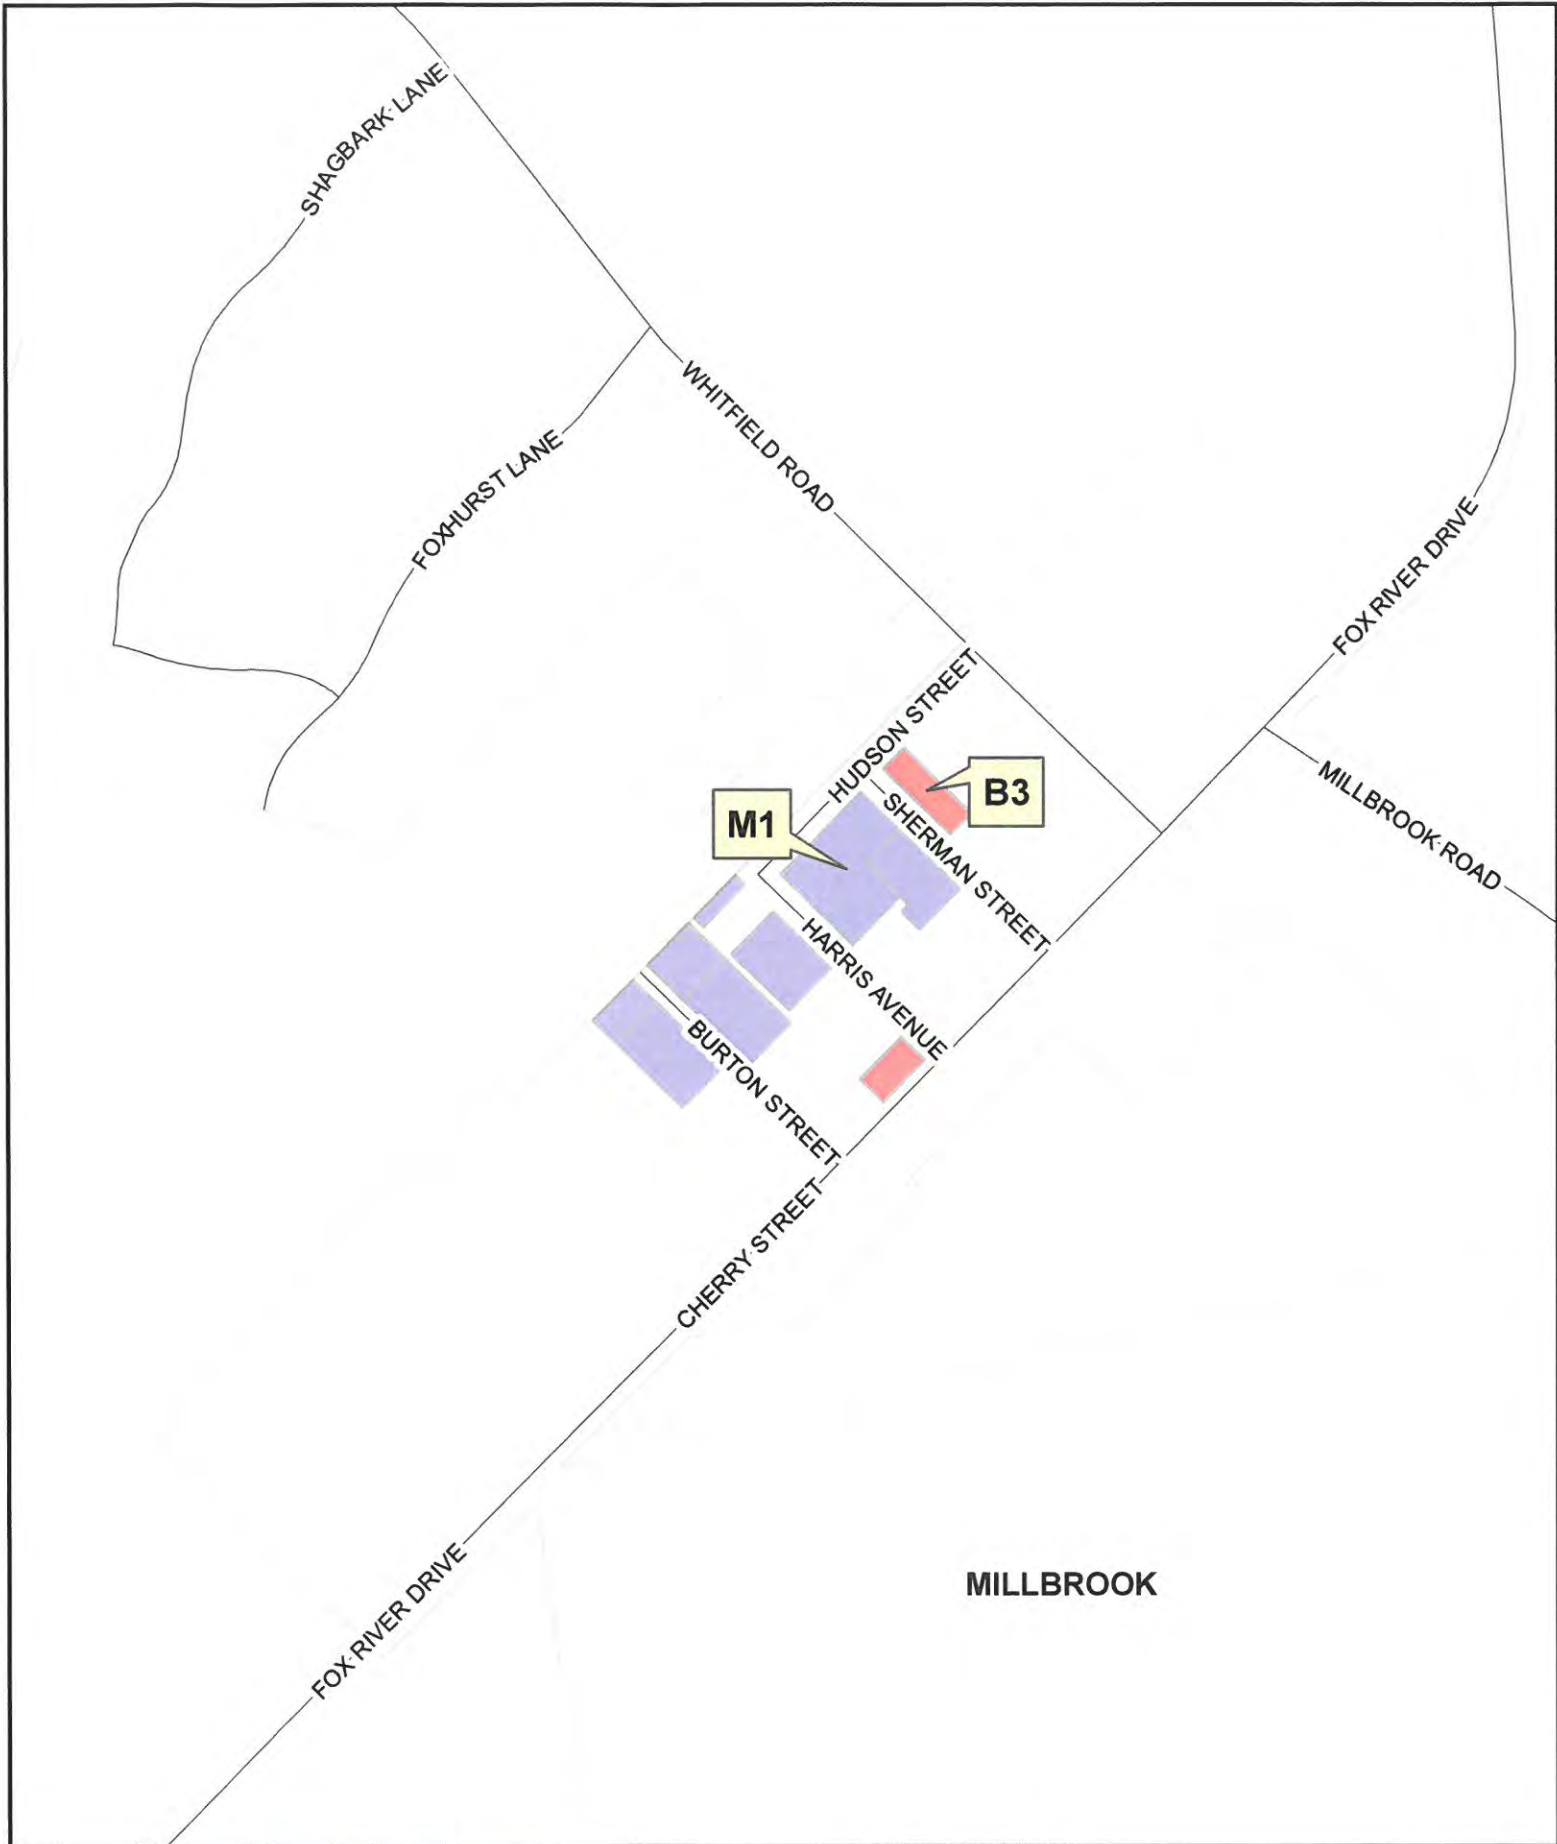 SHAGBARK LANE
WHITFIELD ROAD
FOXHURST LANE
FOX RIVER DRIVE
HUDSON STREET
B3
MILLBROOK ROAD
M1
SHERMAN STREET
HARRIS AVENUE
BURTON STREET
CHERRY STREET
MILLBROOK
FOX RIVER DRIVE